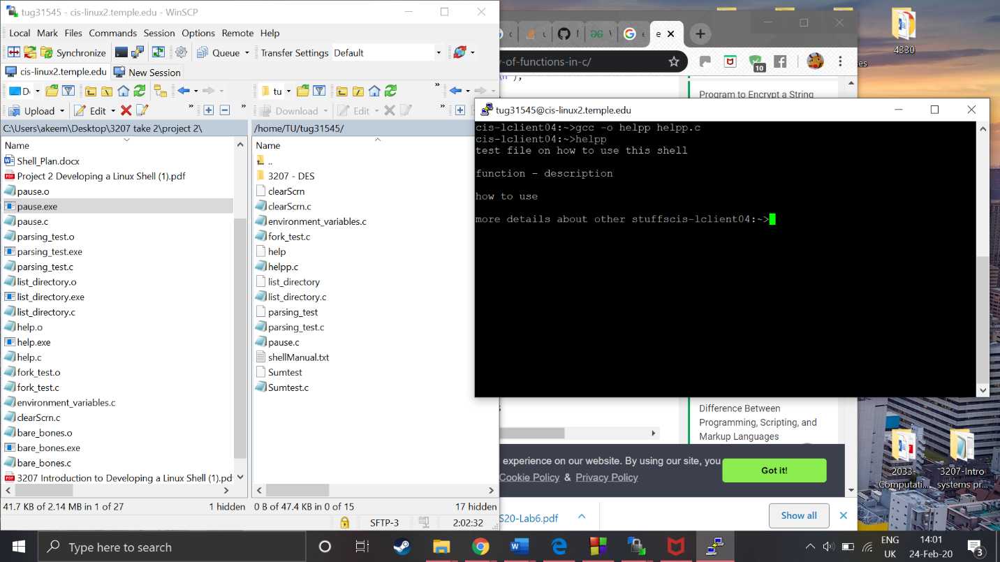 tug31545 - cis-linux2.temple.edu - WinSCP
Local Mark Files Commands Session Options Remote Help
Synchronize
Queue
Transfer Settings Default
cis-linux2.temple.edu
New Session
Upload
Edit
Download
Edit
tu
C:\Users\akeem\Desktop\3207 take 2\project 2\
Name
Shell_Plan.docx
Project 2 Developing a Linux Shell (1).pdf
pause.o
pause.exe
pause.c
parsing_test.o
parsing_test.exe
parsing_test.c
list_directory.o
list_directory.exe
list_directory.c
help.o
help.exe
help.c
fork_test.o
fork_test.c
environment_variables.c
clearScrn.c
bare_bones.o
bare_bones.exe
bare_bones.c
3207 Introduction to Developing a Linux Shell (1).pd
41.7 KB of 2.14 MB in 1 of 27
1 hidden
/home/TU/tug31545/
Name
..
3207 - DES
clearScrn
clearScrn.c
environment_variables.c
fork_test.c
help
helpp.c
list_directory
list_directory.c
parsing_test
parsing_test.c
pause.c
shellManual.txt
Sumtest
Sumtest.c
0 B of 47.4 KB in 0 of 15
17 hidden
SFTP-3
2:02:32
y-of-functions-in-c/
10
Program to Encrypt a String
tug31545@cis-linux2.temple.edu
cis-lclient04:~>gcc -o helpp helpp.c
cis-lclient04:~>helpp
test file on how to use this shell
function - description
how to use
more details about other stuffscis-lclient04:~>
Difference Between
Programming, Scripting, and
Markup Languages
experience on our website. By using our site, you
Cookie Policy & Privacy Policy
Got it!
S20-Lab6.pdf
Show all
4330
2033-
Computati...
3207-Intro
systems pr...
Type here to search
ENG
UK
14:01
24-Feb-20
3